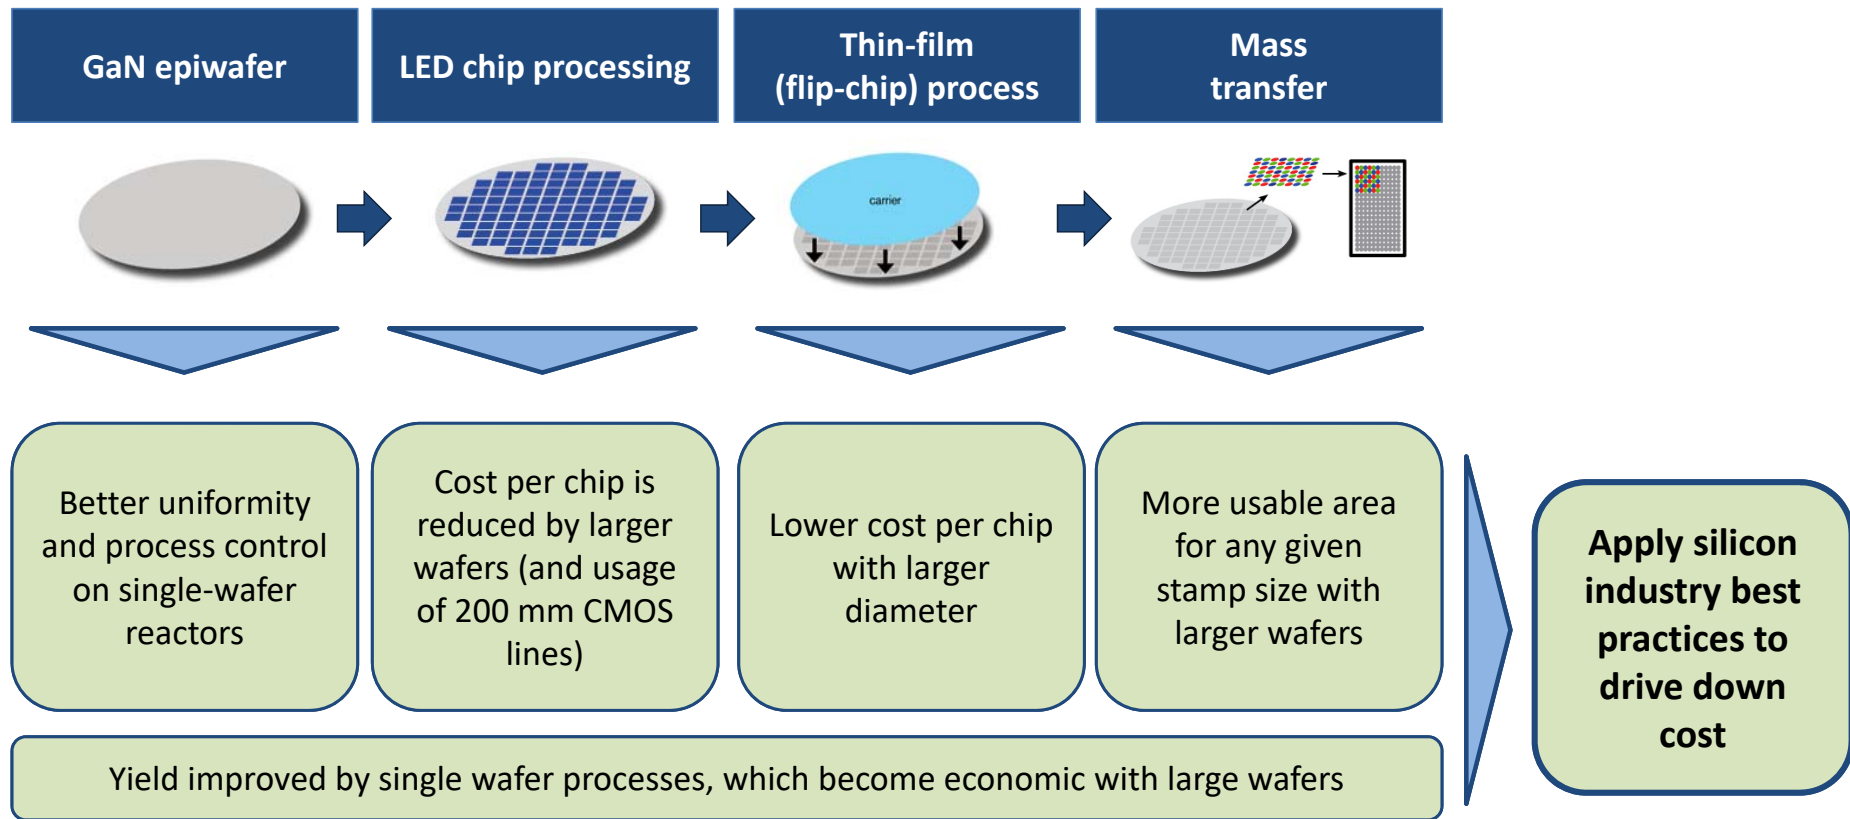 GaN epiwafer
LED chip processing
Thin-film
(flip-chip) process
Mass
transfer
carrier
Better uniformity
and process control
on single-wafer
reactors
Cost per chip is
reduced by larger
wafers (and usage
of 200 mm CMOS
lines)
Lower cost per chip
with larger
diameter
More usable area
for any given
stamp size with
larger wafers
Apply silicon
industry best
practices to
drive down
cost
Yield improved by single wafer processes, which become economic with large wafers